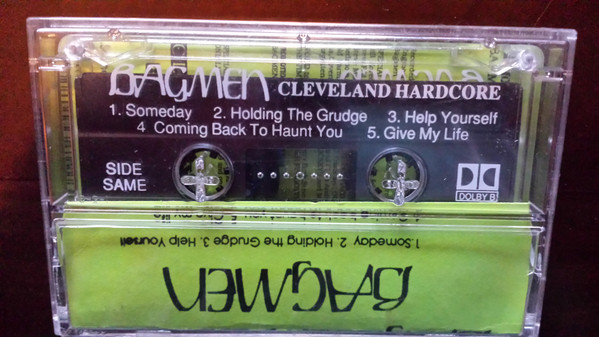 BAGMEN CLEVELAND HARDCORE
1. Someday 2. Holding The Grudge 3. Help Yourself
4 Coming Back To Haunt You 5. Give My Life
SIDE
SAME
DOLBY B
1.Someday 2. Holding the Grudge 3. Help Yourself
BAGMEN